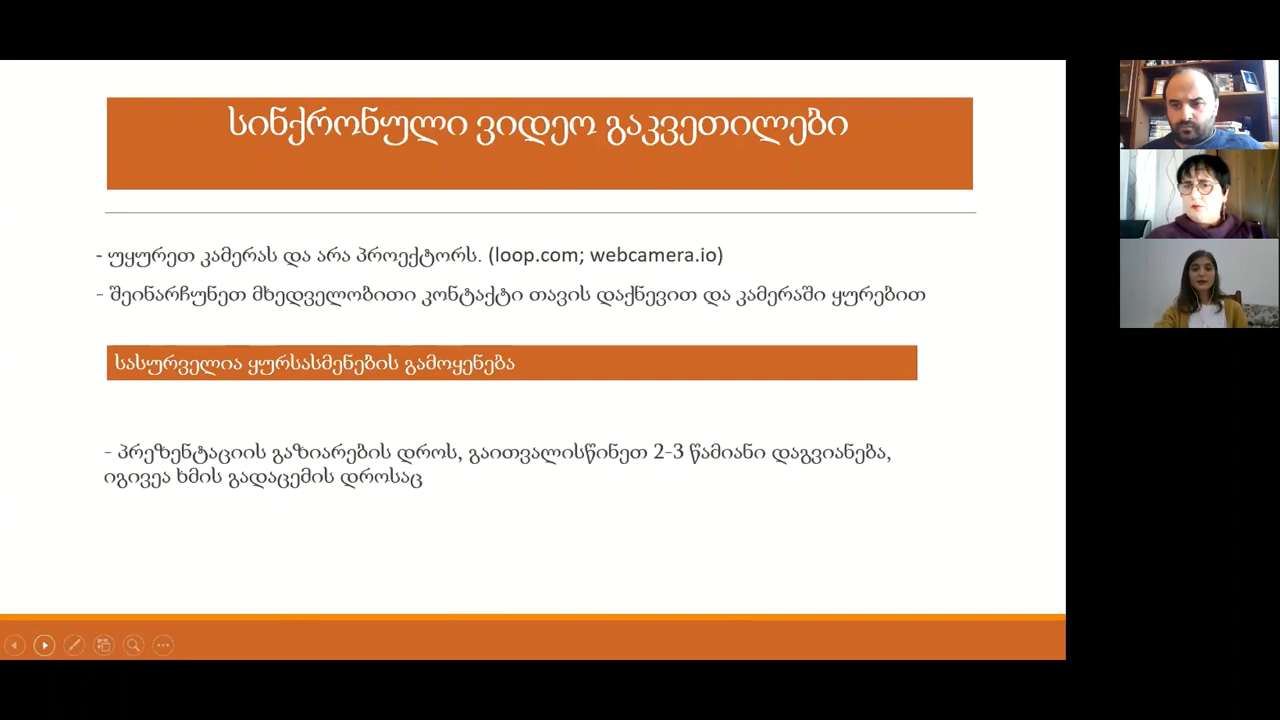 სინქრონული ვიდეო გაკვეთილები
- უყურეთ კამერას და არა პროექტორს. (loop.com; webcamera.io)
- შეინარჩუნეთ მხედველობითი კონტაქტი თავის დაქნევით და კამერაში ყურებით
სასურველია ყურსასმენების გამოყენება
- პრეზენტაციის გაზიარების დროს, გაითვალისწინეთ 2-3 წამიანი დაგვიანება,
იგივეა ხმის გადაცემის დროსაც